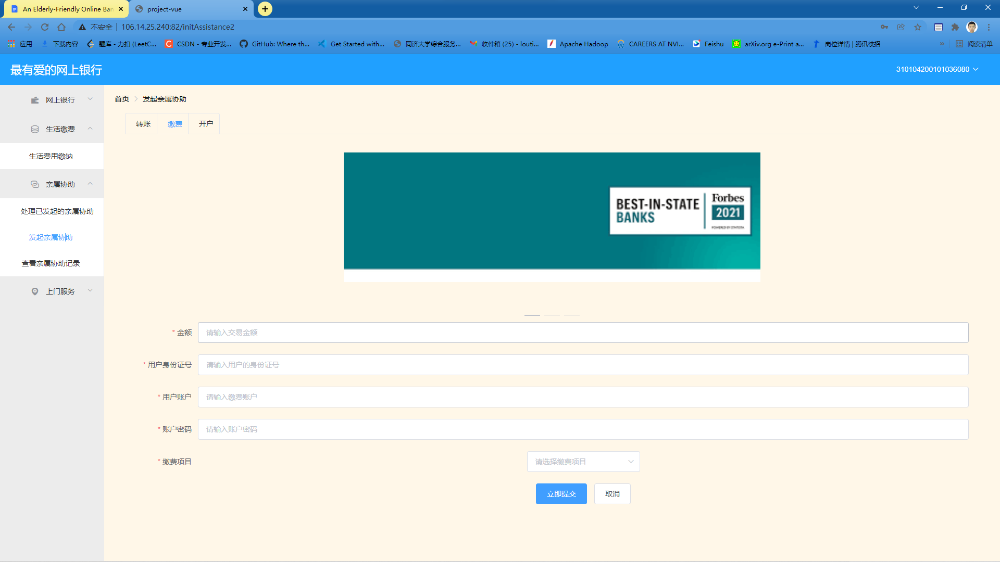 An Elderly-Friendly Online Ban
project-vue
不安全 106.14.25.240:82/initAssistance2
应用 下载内容 题库 - 力扣 (LeetC... CSDN - 专业开发... GitHub: Where th... Get Started with... 同济大学综合服务... 收件箱 (25) - louti... Apache Hadoop CAREERS AT NVI... Feishu arXiv.org e-Print a... 岗位详情 | 腾讯校招 » 阅读清单
最有爱的网上银行
310104200101036080
网上银行
生活缴费
生活费用缴纳
亲属协助
处理已发起的亲属协助
发起亲属协助
查看亲属协助记录
上门服务
首页 > 发起亲属协助
转账 缴费 开户
BEST-IN-STATE
BANKS
Forbes
2021
POWERED BY STATISTA
* 金额 请输入交易金额
* 用户身份证号 请输入用户的身份证号
* 用户账户 请输入缴费账户
* 账户密码 请输入账户密码
* 缴费项目 请选择缴费项目
立即提交 取消